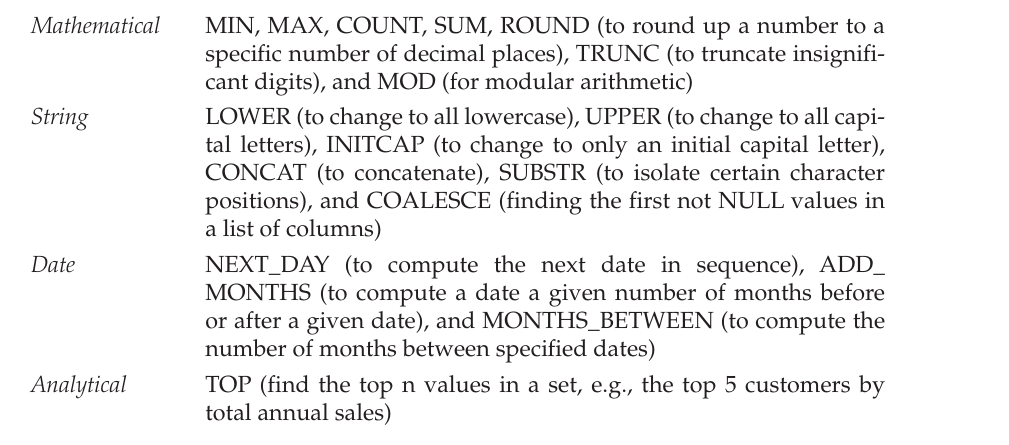 Mathematical MIN, MAX, COUNT, SUM, ROUND (to round up a number to a
specific number of decimal places), TRUNC (to truncate insignifi-
cant digits), and MOD (for modular arithmetic)
String LOWER (to change to all lowercase), UPPER (to change to all capi-
tal letters), INITCAP (to change to only an initial capital letter),
CONCAT (to concatenate), SUBSTR (to isolate certain character
positions), and COALESCE (finding the first not NULL values in
a list of columns)
Date NEXT_DAY (to compute the next date in sequence), ADD_
MONTHS (to compute a date a given number of months before
or after a given date), and MONTHS_BETWEEN (to compute the
number of months between specified dates)
Analytical TOP (find the top n values in a set, e.g., the top 5 customers by
total annual sales)